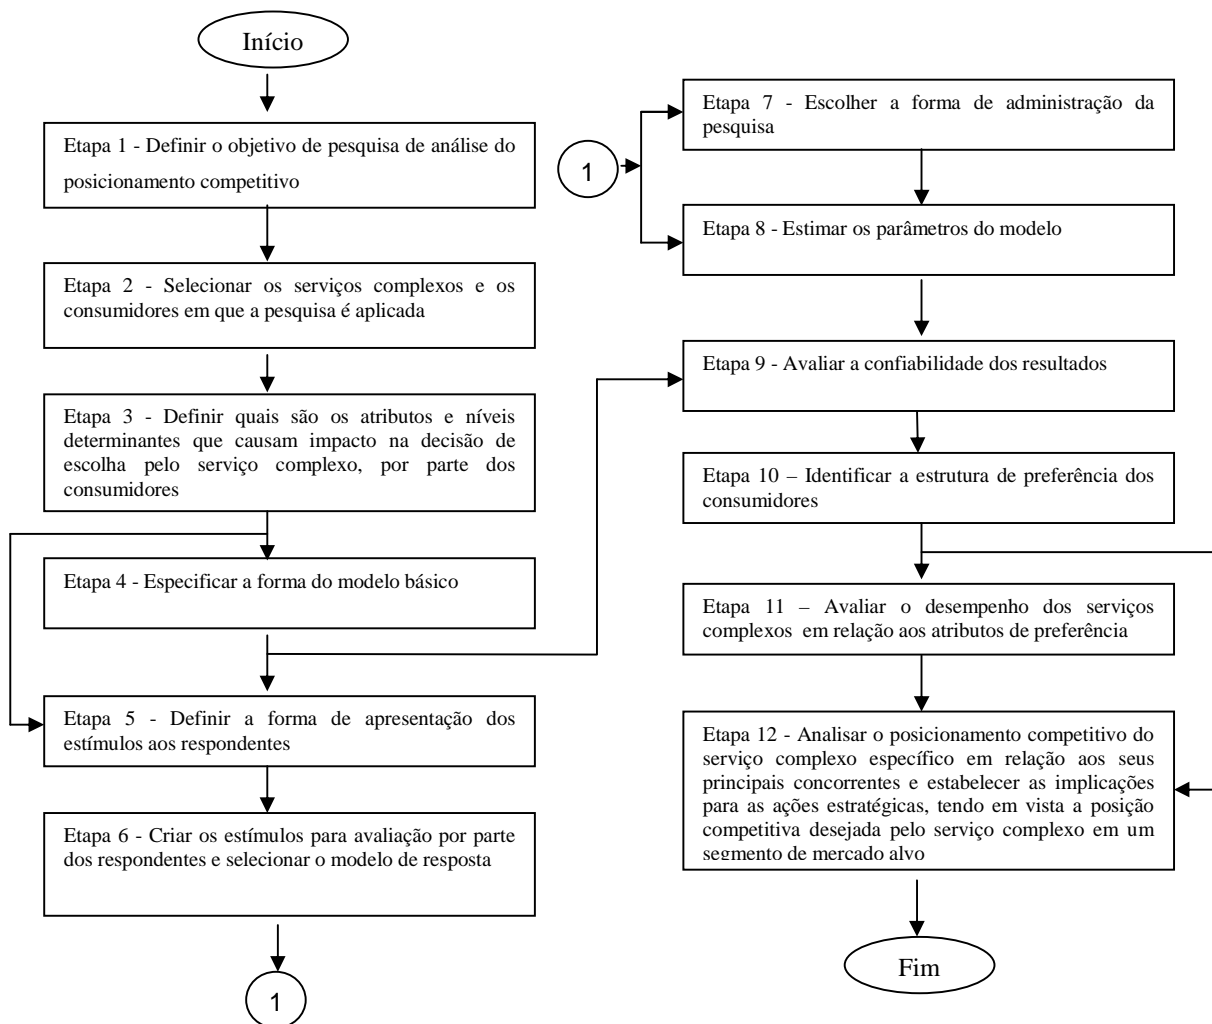 Início
Etapa 1 - Definir o objetivo de pesquisa de análise do
posicionamento competitivo
Etapa 2 - Selecionar os serviços complexos e os
consumidores em que a pesquisa é aplicada
Etapa 3 - Definir quais são os atributos e níveis
determinantes que causam impacto na decisão de
escolha pelo serviço complexo, por parte dos
consumidores
Etapa 4 - Especificar a forma do modelo básico
Etapa 5 - Definir a forma de apresentação dos
estímulos aos respondentes
Etapa 6 - Criar os estímulos para avaliação por parte
dos respondentes e selecionar o modelo de resposta
1
1
Etapa 7 - Escolher a forma de administração da
pesquisa
Etapa 8 - Estimar os parâmetros do modelo
Etapa 9 - Avaliar a confiabilidade dos resultados
Etapa 10 – Identificar a estrutura de preferência dos
consumidores
Etapa 11 – Avaliar o desempenho dos serviços
complexos em relação aos atributos de preferência
Etapa 12 - Analisar o posicionamento competitivo do
serviço complexo específico em relação aos seus
principais concorrentes e estabelecer as implicações
para as ações estratégicas, tendo em vista a posição
competitiva desejada pelo serviço complexo em um
segmento de mercado alvo
Fim